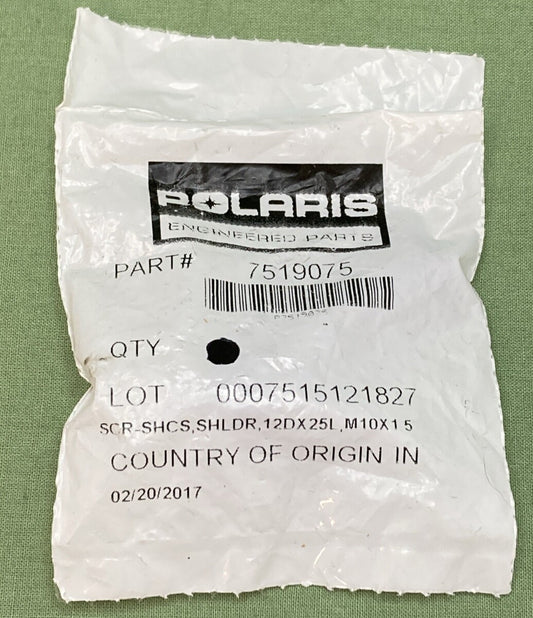 POLARIS
ENGINEERED PARTS
PART# 7519075
07519075
QTY
LOT 0007515121827
SCR-SHCS,SHLDR,12DX25L,M10X1 5
COUNTRY OF ORIGIN IN
02/20/2017